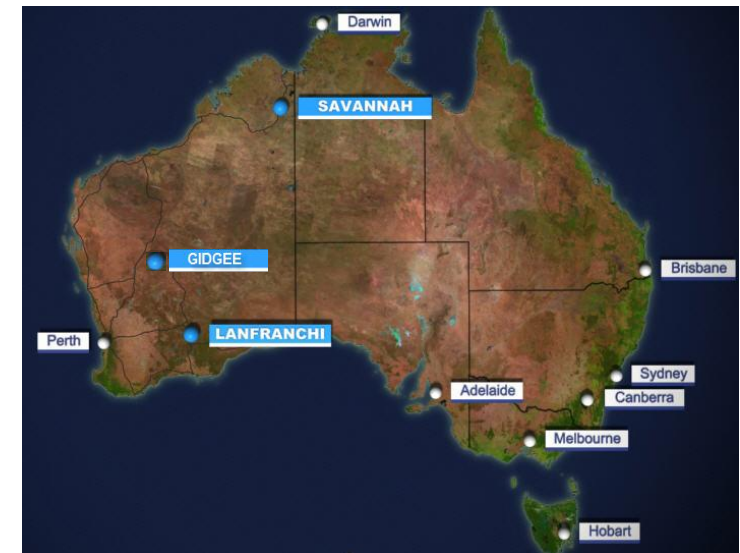 Darwin
SAVANNAH
GIDGEE
Brisbane
LANFRANCHI
Perth
Sydney
Adelaide
Canberra
Melbourne
Hobart